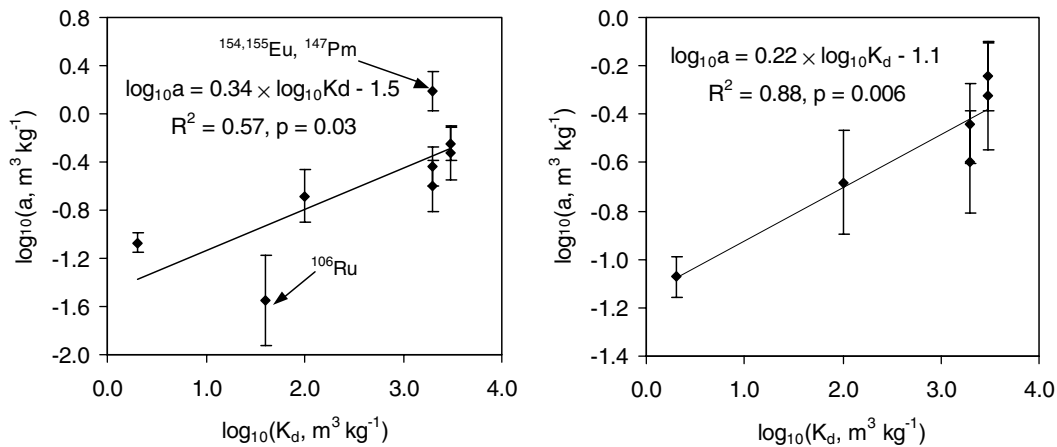 0.8
0.4
0.0
-0.4
-0.8
-1.2
-1.6
-2.0
log₁₀(a, m³ kg⁻¹)
¹⁵⁴,¹⁵⁵Eu, ¹⁴⁷Pm
log₁₀a = 0.34 × log₁₀Kd - 1.5
R² = 0.57, p = 0.03
¹⁰⁶Ru
0.0 1.0 2.0 3.0 4.0
log₁₀(K_d, m³ kg⁻¹)
0.0
-0.2
-0.4
-0.6
-0.8
-1.0
-1.2
-1.4
log₁₀(a, m³ kg⁻¹)
log₁₀a = 0.22 × log₁₀K_d - 1.1
R² = 0.88, p = 0.006
0.0 1.0 2.0 3.0 4.0
log₁₀(K_d, m³ kg⁻¹)